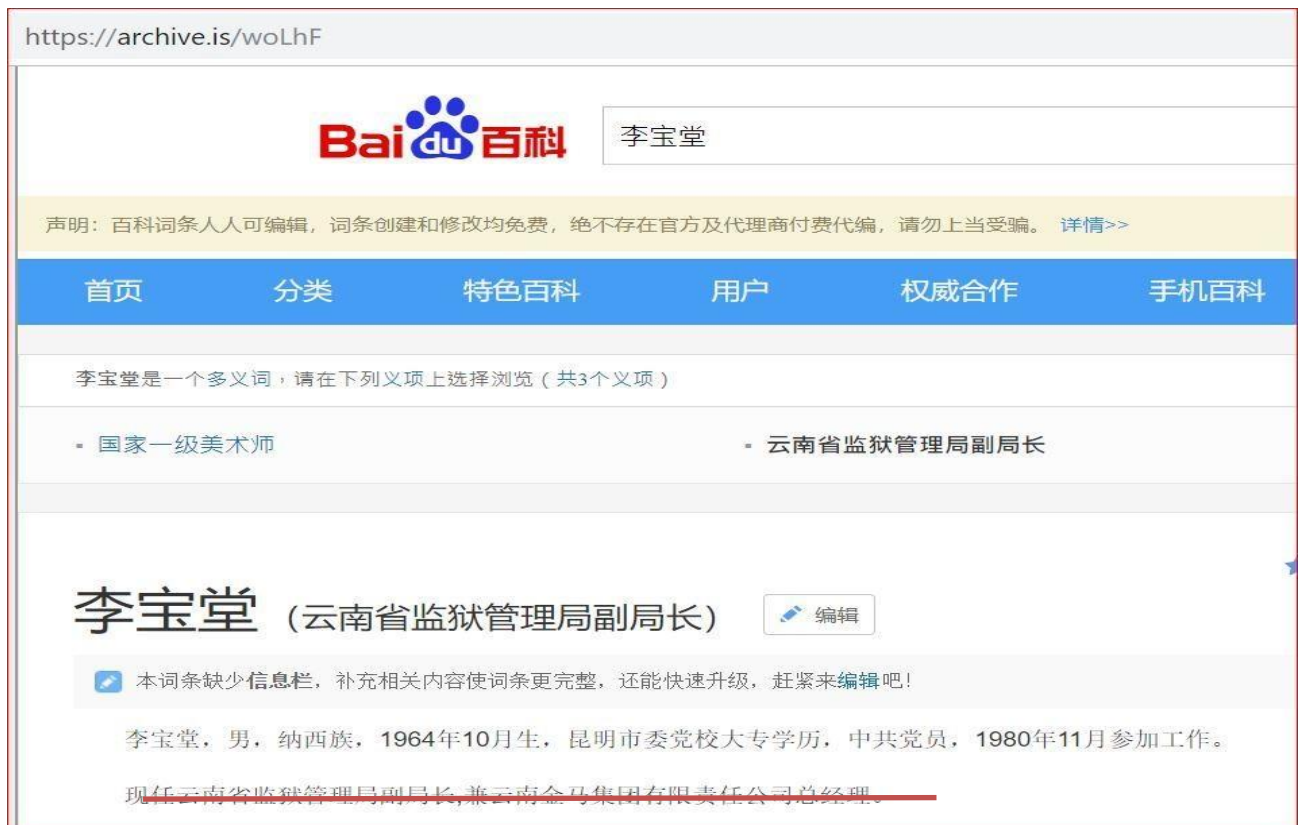 https://archive.is/woLhF
Bai du 百科
李宝堂
声明：百科词条人人可编辑，词条创建和修改均免费，绝不存在官方及代理商付费代编，请勿上当受骗。 详情>>
首页 分类 特色百科 用户 权威合作 手机百科
李宝堂是一个多义词，请在下列义项上选择浏览（共3个义项）
▪ 国家一级美术师 ▪ 云南省监狱管理局副局长
李宝堂（云南省监狱管理局副局长） 编辑
本词条缺少信息栏，补充相关内容使词条更完整，还能快速升级，赶紧来编辑吧！
李宝堂，男，纳西族，1964年10月生，昆明市委党校大专学历，中共党员，1980年11月参加工作。
现任云南省监狱管理局副局长,兼云南金马集团有限责任公司总经理。